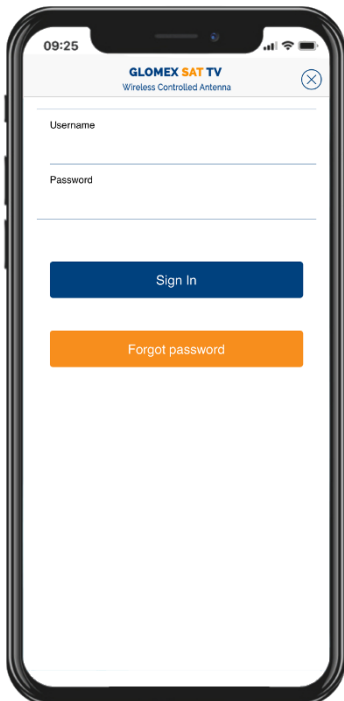 09:25
GLOMEX SAT TV
Wireless Controlled Antenna
Username
Password
Sign In
Forgot password